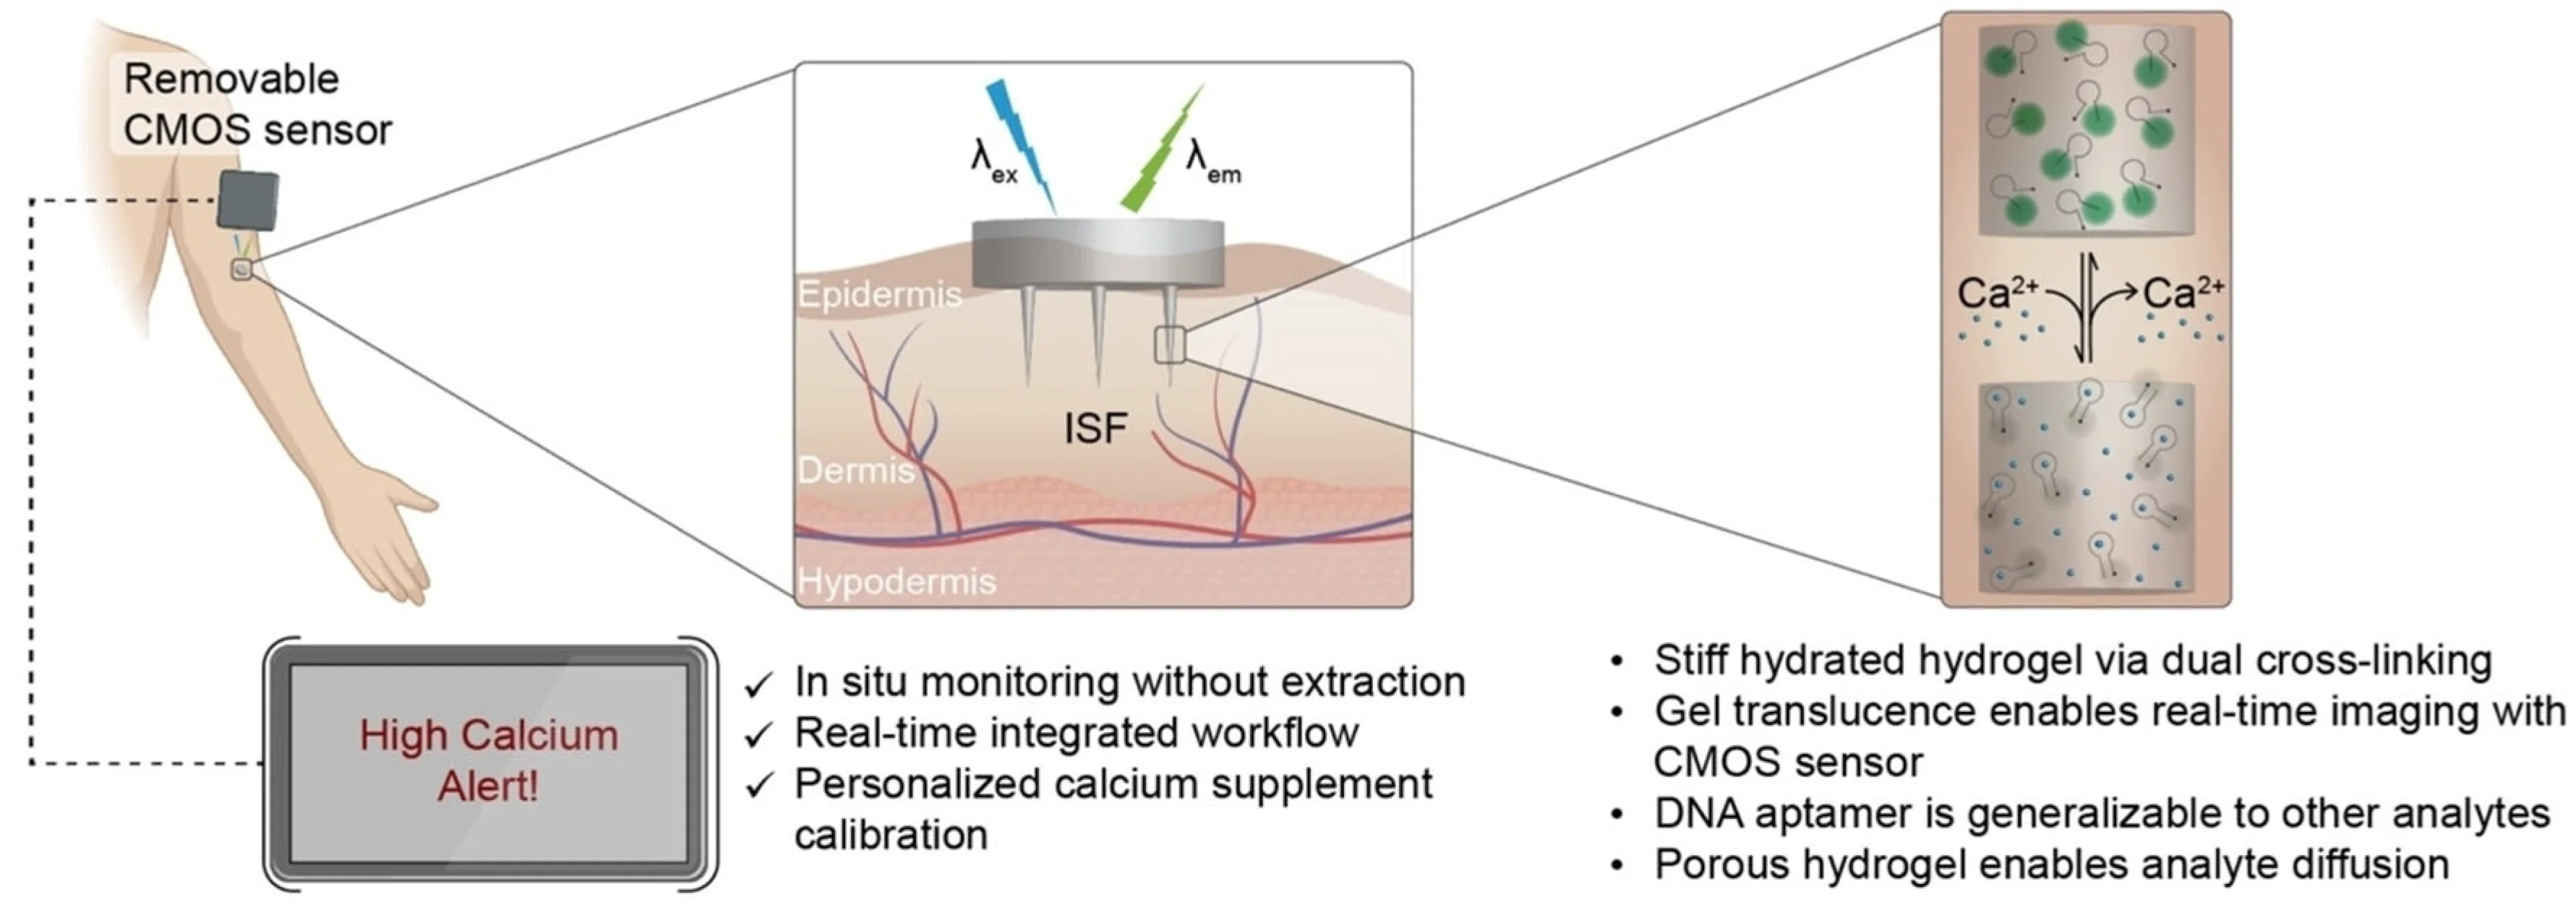 Removable
CMOS sensor
λex
λem
Epidermis
ISF
Dermis
Hypodermis
Ca²⁺
Ca²⁺
High Calcium
Alert!
✓ In situ monitoring without extraction
✓ Real-time integrated workflow
✓ Personalized calcium supplement
calibration
• Stiff hydrated hydrogel via dual cross-linking
• Gel translucence enables real-time imaging with
CMOS sensor
• DNA aptamer is generalizable to other analytes
• Porous hydrogel enables analyte diffusion